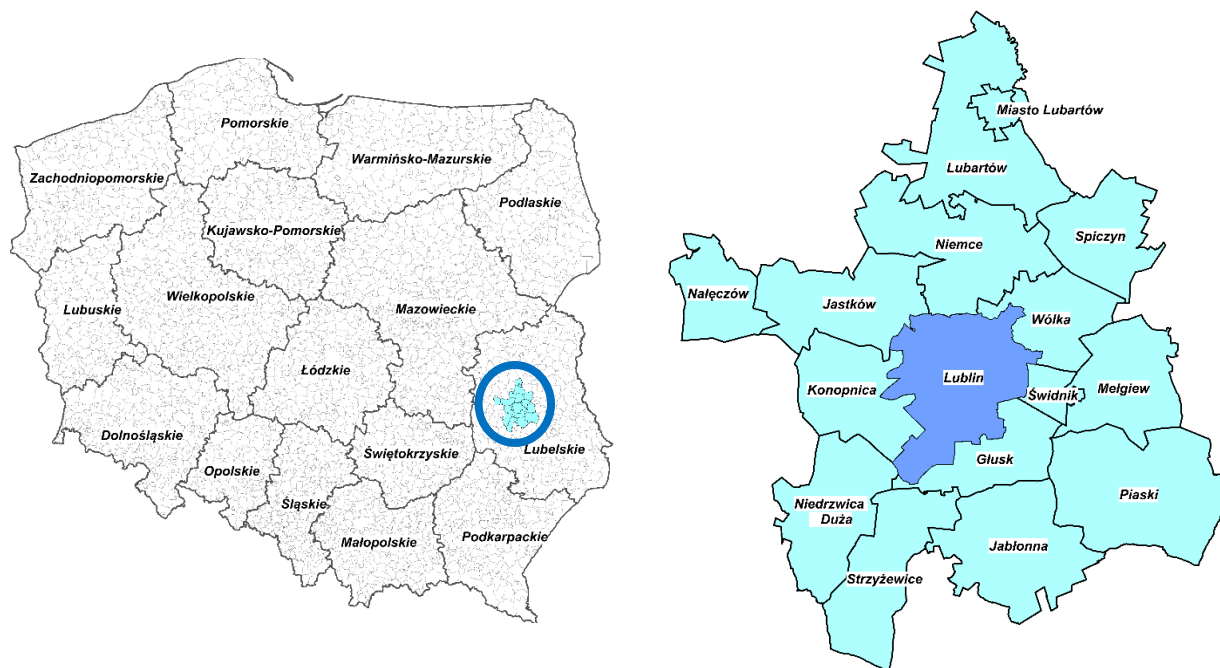 Pomorskie
Warmińsko-Mazurskie
Zachodniopomorskie
Podlaskie
Kujawsko-Pomorskie
Wielkopolskie
Lubuskie
Mazowieckie
Łódzkie
Dolnośląskie
Lubelskie
Świętokrzyskie
Opolskie
Śląskie
Podkarpackie
Małopolskie
Miasto Lubartów
Lubartów
Spiczyn
Niemce
Nałęczów
Jastków
Wólka
Lublin
Konopnica
Świdnik
Mełgiew
Głusk
Piaski
Niedrzwica
Duża
Jabłonna
Strzyżewice